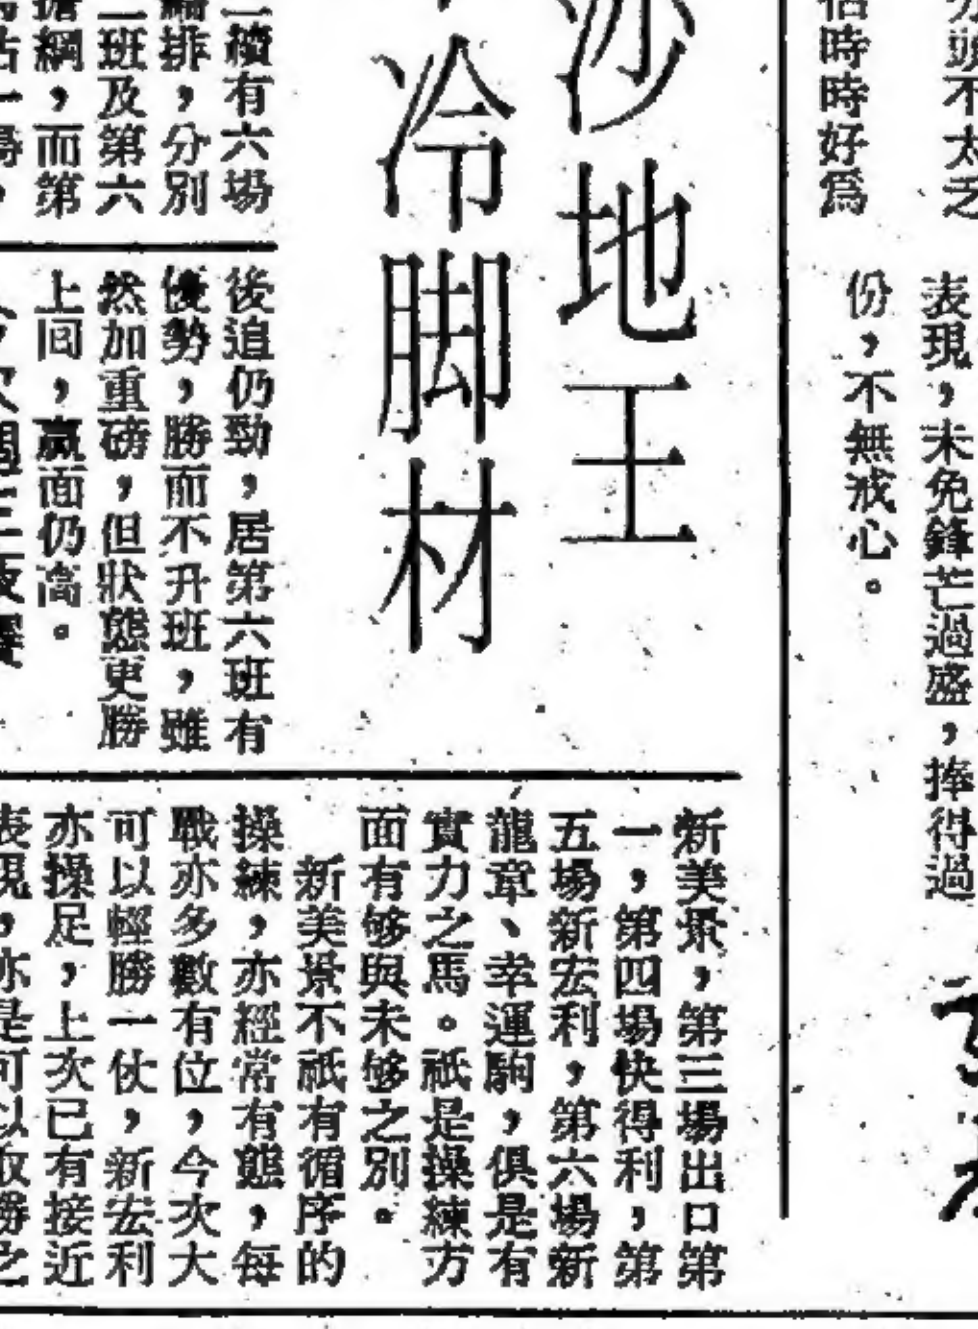 頭不太乏
時時好為
表現，未免鋒芒過盛，捧得過
份，不無戒心。
沙地王
冷脚材
續有六場
排，分別
二班及第六
綱，而第
後追仍勁，居第六班有
優勢，勝而不升班，雖
然加重磅，但狀態更勝
上回，贏面仍高。
新美景，第三場出口第
一，第四場快得利，第
五場新宏利，第六場新
龍章、幸運駒，俱是有
實力之馬。祇是操練方
面有够與未够之別。
新美景不祇有循序的
操練，亦經常有態，每
戰亦多數有位，今次大
可以輕勝一仗，新宏利
亦操足，上次已有接近
表現，亦是可以取勝之